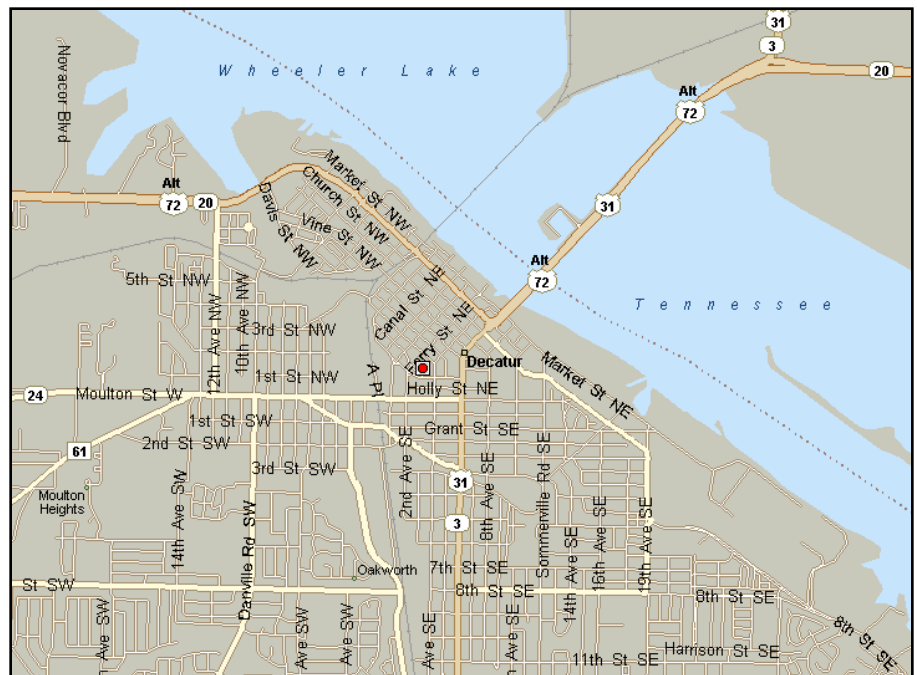 31
3
20
Novacor Blvd
Wheeler Lake
Alt
72
Alt
72
20
31
Market St NW
Church St NW
Davis St NW
Vine St NW
Alt
72
5th St NW
12th Ave NW
10th Ave NW
3rd St NW
Canal St NE
Ferry St NE
Tennessee
Decatur
1st St NW
A Pl
Holly St NE
Market St NE
24
Moulton St W
1st St SW
2nd St SW
61
3rd St SW
Grant St SE
2nd Ave SE
31
8th Ave SE
Sommerville Rd SE
Moulton
Heights
14th Ave SW
Danville Rd SW
3
14th Ave SE
16th Ave SE
19th Ave SE
Oakworth
7th St SE
8th St SE
St SW
8th St SE
8th St SE
Ave SW
Ave SW
Ave SW
Ave SE
Ave SE
Harrison St SE
11th St SE